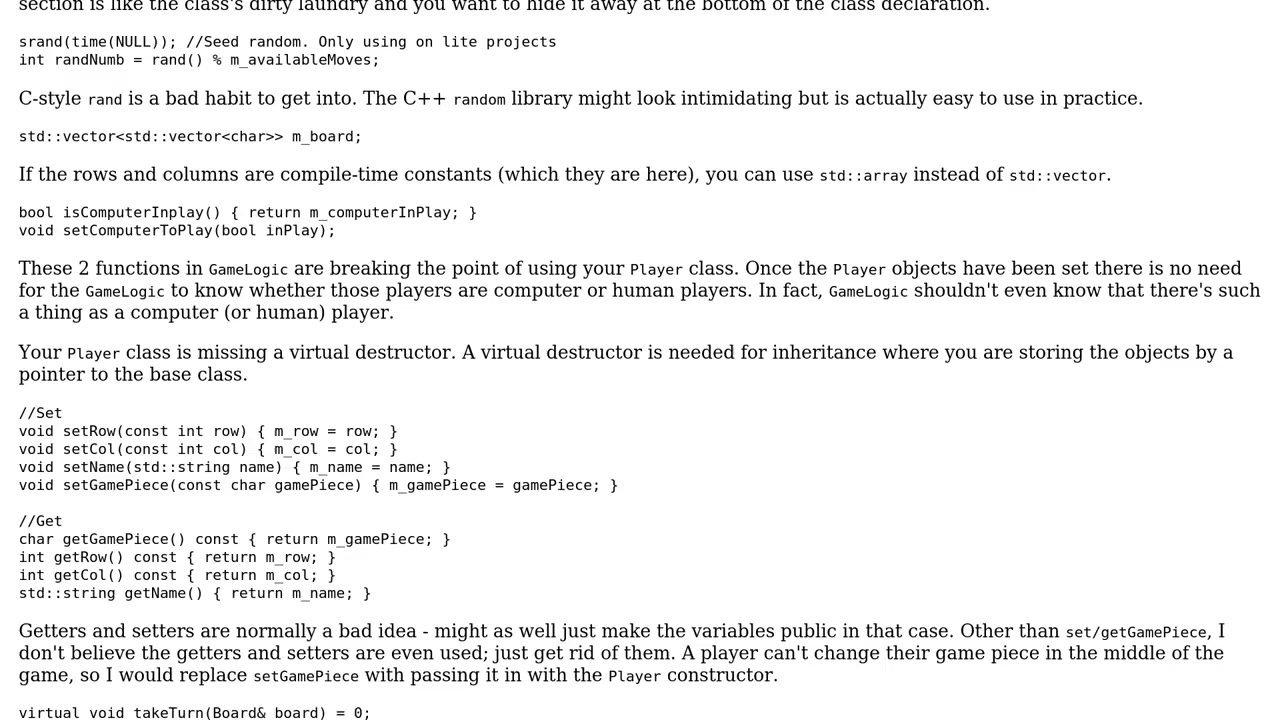 section is like the class's dirty laundry and you want to hide it away at the bottom of the class declaration.
srand(time(NULL)); //Seed random. Only using on lite projects
int randNumb = rand() % m_availableMoves;
C-style rand is a bad habit to get into. The C++ random library might look intimidating but is actually easy to use in practice.
std::vector<std::vector<char>> m_board;
If the rows and columns are compile-time constants (which they are here), you can use std::array instead of std::vector.
bool isComputerInplay() { return m_computerInPlay; }
void setComputerToPlay(bool inPlay);
These 2 functions in GameLogic are breaking the point of using your Player class. Once the Player objects have been set there is no need
for the GameLogic to know whether those players are computer or human players. In fact, GameLogic shouldn't even know that there's such
a thing as a computer (or human) player.
Your Player class is missing a virtual destructor. A virtual destructor is needed for inheritance where you are storing the objects by a
pointer to the base class.
//Set
void setRow(const int row) { m_row = row; }
void setCol(const int col) { m_col = col; }
void setName(std::string name) { m_name = name; }
void setGamePiece(const char gamePiece) { m_gamePiece = gamePiece; }
//Get
char getGamePiece() const { return m_gamePiece; }
int getRow() const { return m_row; }
int getCol() const { return m_col; }
std::string getName() { return m_name; }
Getters and setters are normally a bad idea - might as well just make the variables public in that case. Other than set/getGamePiece, I
don't believe the getters and setters are even used; just get rid of them. A player can't change their game piece in the middle of the
game, so I would replace setGamePiece with passing it in with the Player constructor.
virtual void takeTurn(Board& board) = 0;